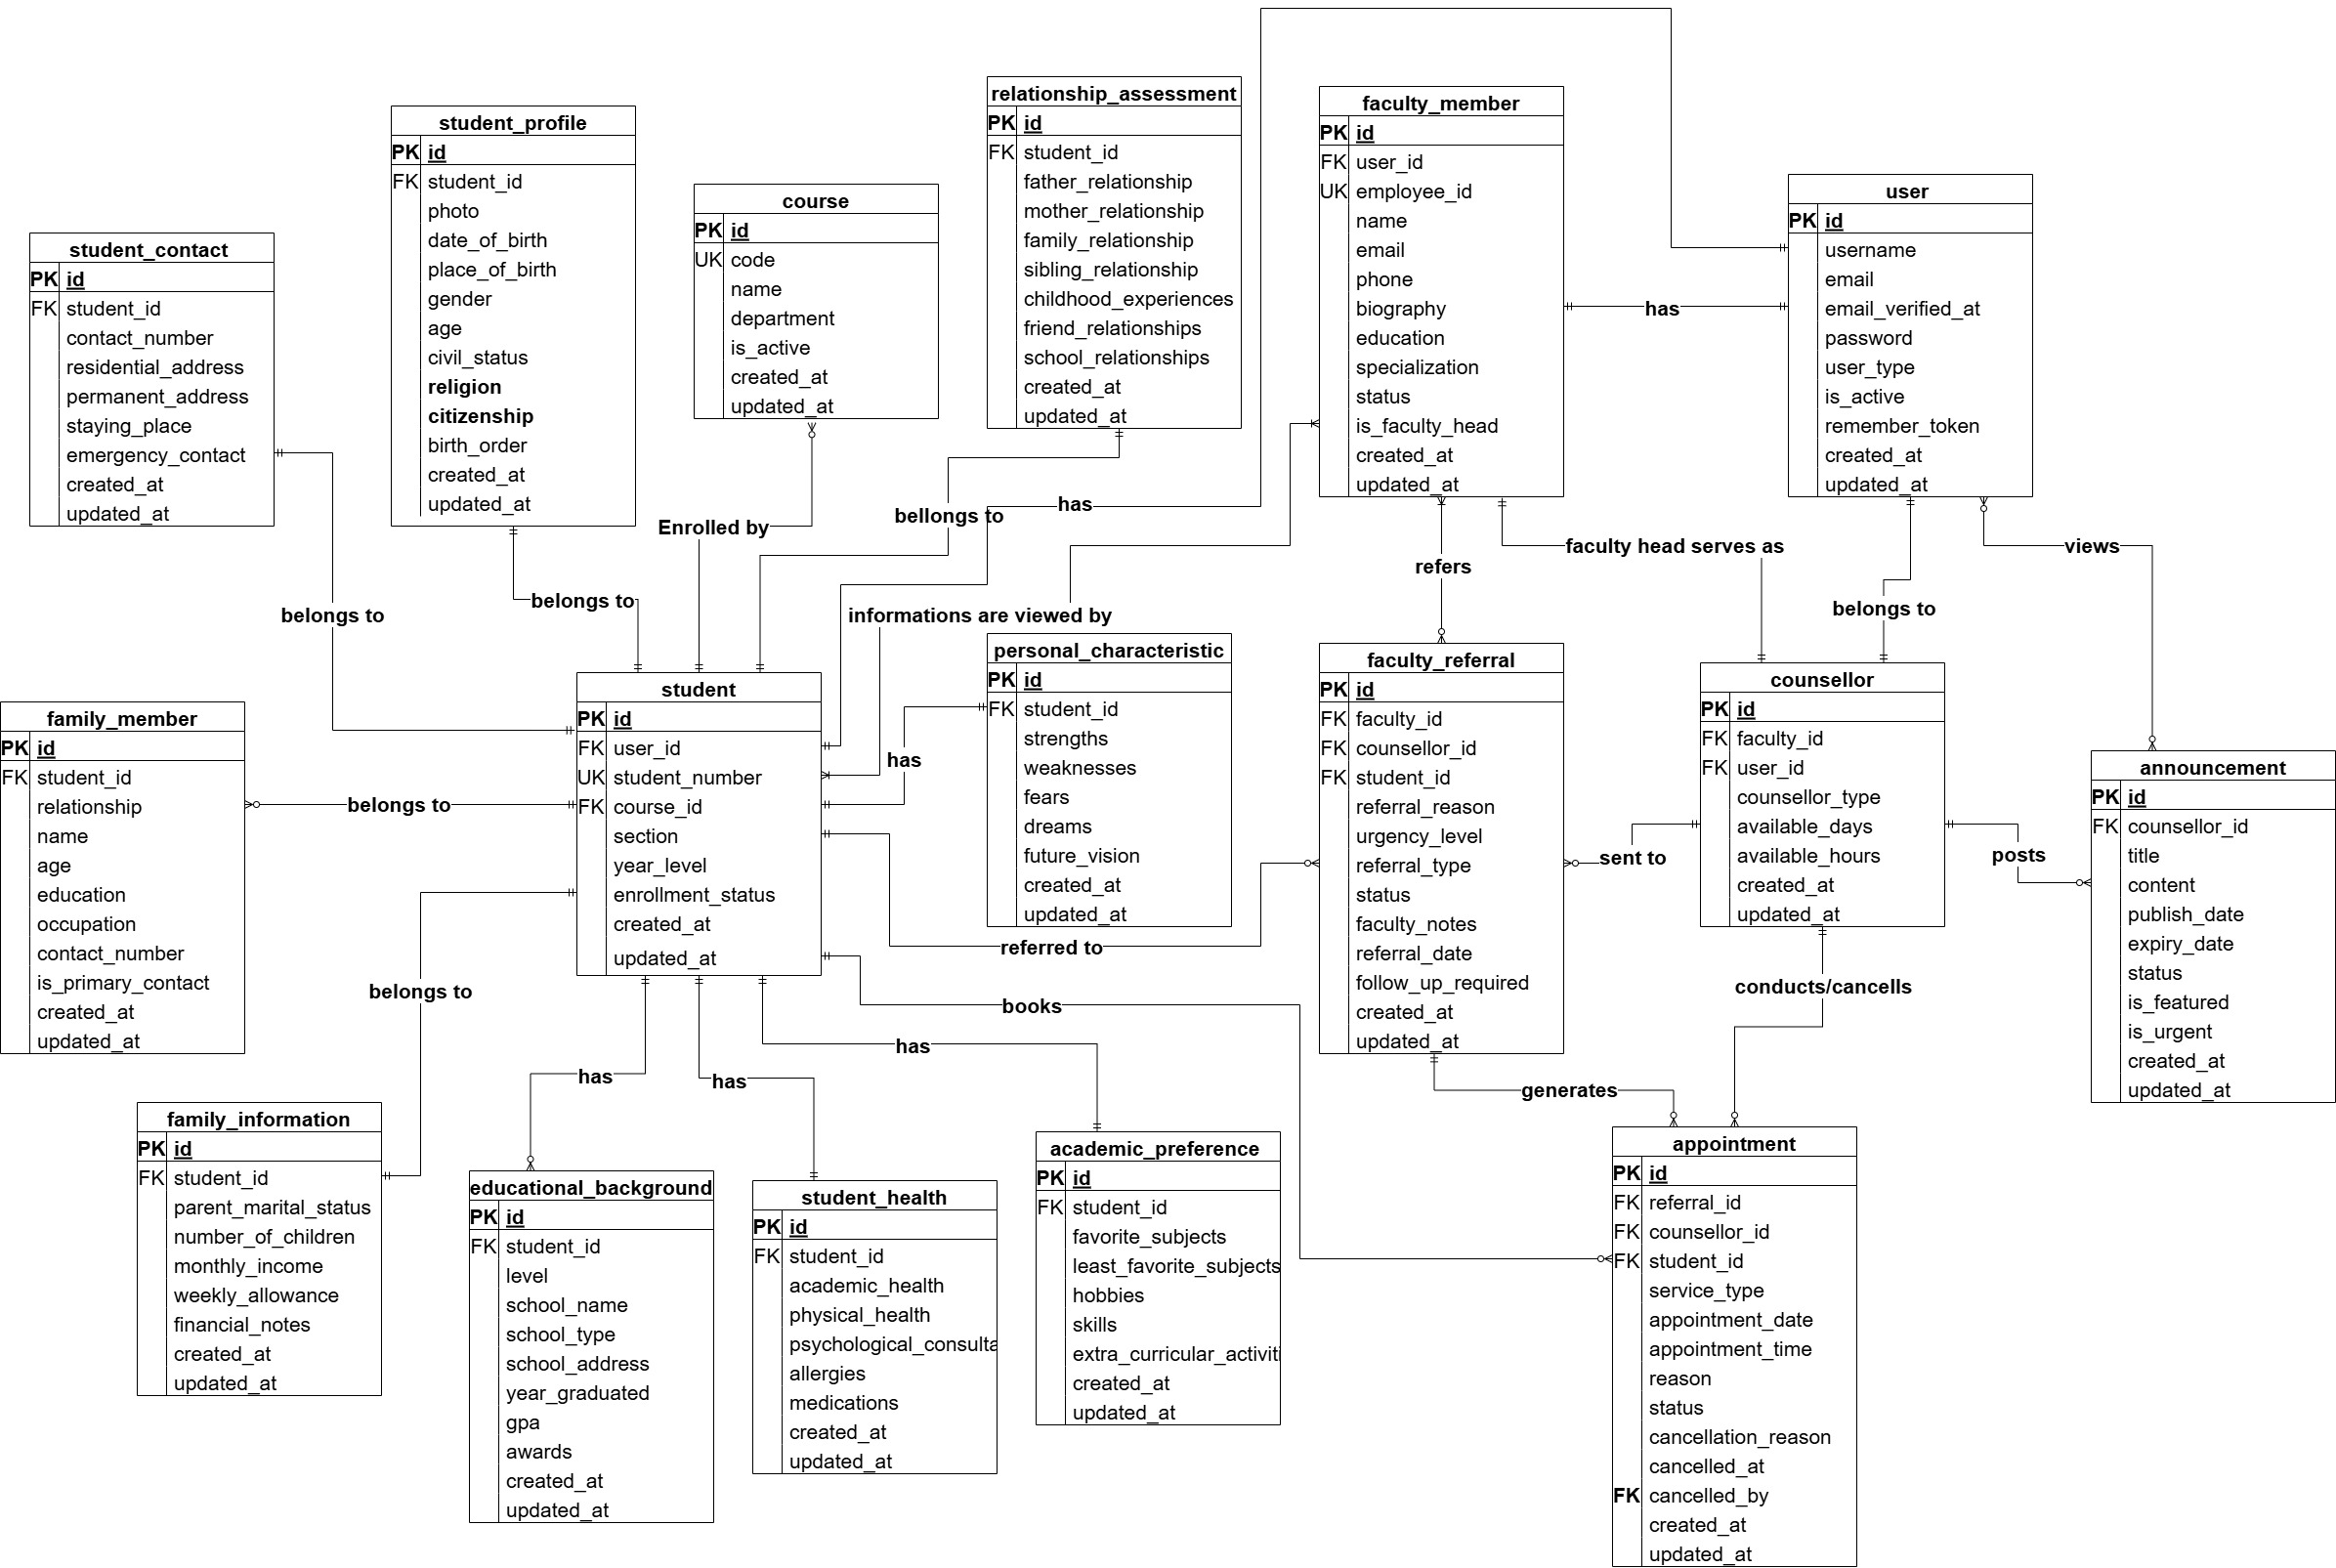 relationship_assessment
PK id
FK student_id
father_relationship
mother_relationship
family_relationship
sibling_relationship
childhood_experiences
friend_relationships
school_relationships
created_at
updated_at
faculty_member
PK id
FK user_id
UK employee_id
name
email
phone
biography
education
specialization
status
is_faculty_head
created_at
updated_at
student_profile
PK id
FK student_id
photo
date_of_birth
place_of_birth
gender
age
civil_status
religion
citizenship
birth_order
created_at
updated_at
course
PK id
UK code
name
department
is_active
created_at
updated_at
user
PK id
username
email
email_verified_at
password
user_type
is_active
remember_token
created_at
updated_at
student_contact
PK id
FK student_id
contact_number
residential_address
permanent_address
staying_place
emergency_contact
created_at
updated_at
has
has
Enrolled by
bellongs to
faculty head serves as
views
refers
belongs to
belongs to
belongs to
informations are viewed by
personal_characteristic
PK id
FK student_id
strengths
weaknesses
fears
dreams
future_vision
created_at
updated_at
faculty_referral
PK id
FK faculty_id
FK counsellor_id
FK student_id
referral_reason
urgency_level
referral_type
status
faculty_notes
referral_date
follow_up_required
created_at
updated_at
counsellor
PK id
FK faculty_id
FK user_id
counsellor_type
available_days
available_hours
created_at
updated_at
student
PK id
FK user_id
UK student_number
FK course_id
section
year_level
enrollment_status
created_at
updated_at
family_member
PK id
FK student_id
relationship
name
age
education
occupation
contact_number
is_primary_contact
created_at
updated_at
announcement
PK id
FK counsellor_id
title
content
publish_date
expiry_date
status
is_featured
is_urgent
created_at
updated_at
has
belongs to
sent to
posts
referred to
conducts/cancells
belongs to
books
has
has
has
generates
family_information
PK id
FK student_id
parent_marital_status
number_of_children
monthly_income
weekly_allowance
financial_notes
created_at
updated_at
educational_background
PK id
FK student_id
level
school_name
school_type
school_address
year_graduated
gpa
awards
created_at
updated_at
student_health
PK id
FK student_id
academic_health
physical_health
psychological_consulta
allergies
medications
created_at
updated_at
academic_preference
PK id
FK student_id
favorite_subjects
least_favorite_subjects
hobbies
skills
extra_curricular_activiti
created_at
updated_at
appointment
PK id
FK referral_id
FK counsellor_id
FK student_id
service_type
appointment_date
appointment_time
reason
status
cancellation_reason
cancelled_at
FK cancelled_by
created_at
updated_at